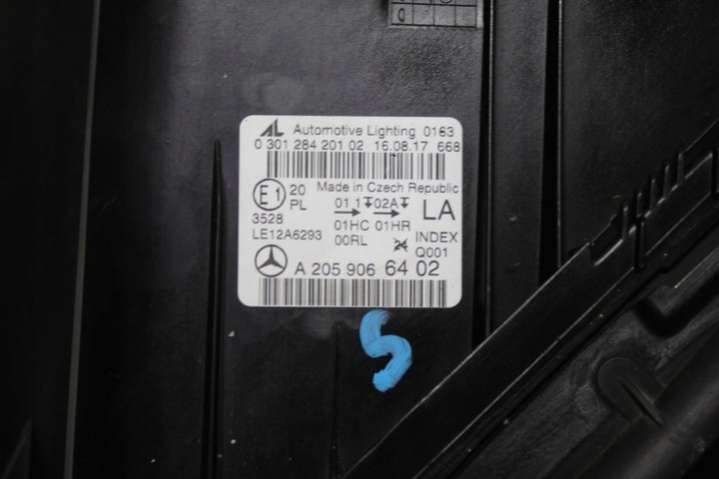 AL Automotive Lighting 0163
0 301 284 201 02 16.08.17 668
Made in Czech Republic
E1 20 01 1 02A LA
PL
3528 01HC 01HR
LE12A6293 00RL INDEX
Q001
A 205 906 64 02
S